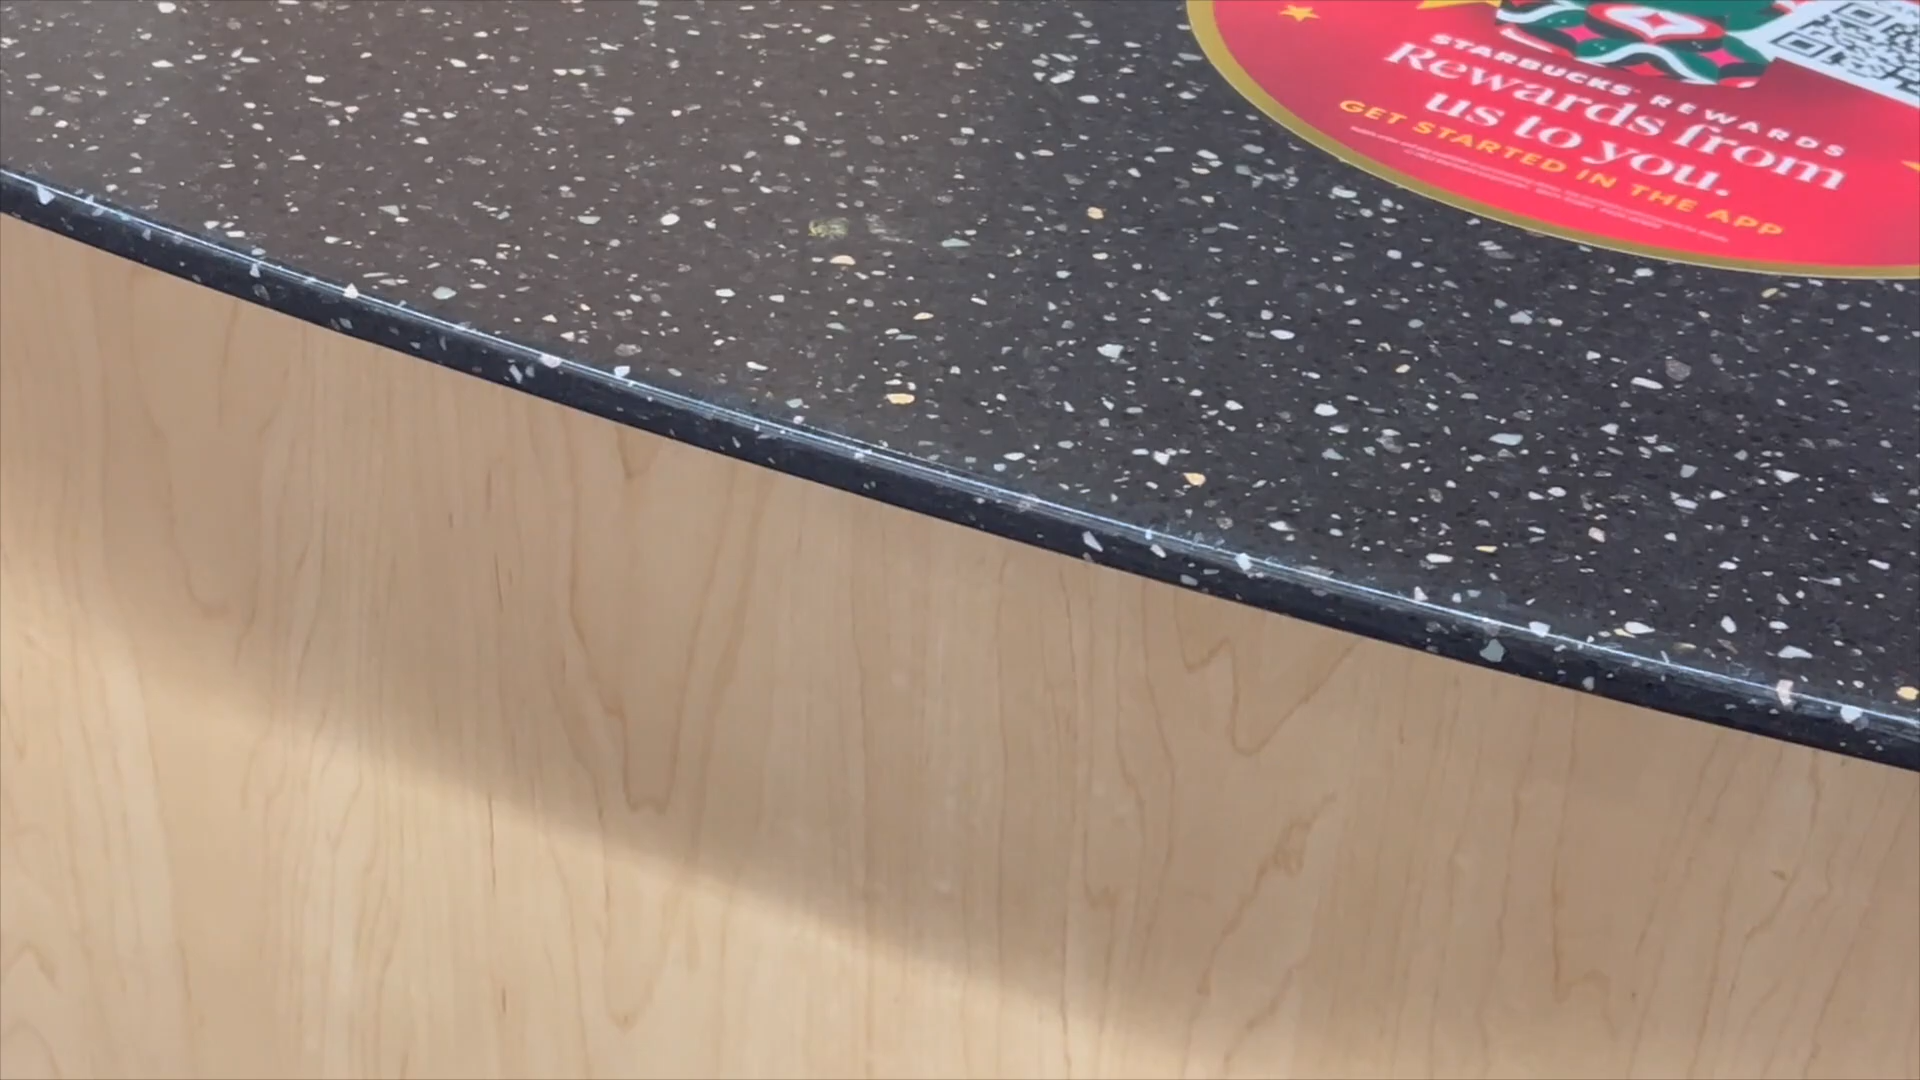 STARBUCKS® REWARDS
Rewards from
us to you.
GET STARTED IN THE APP